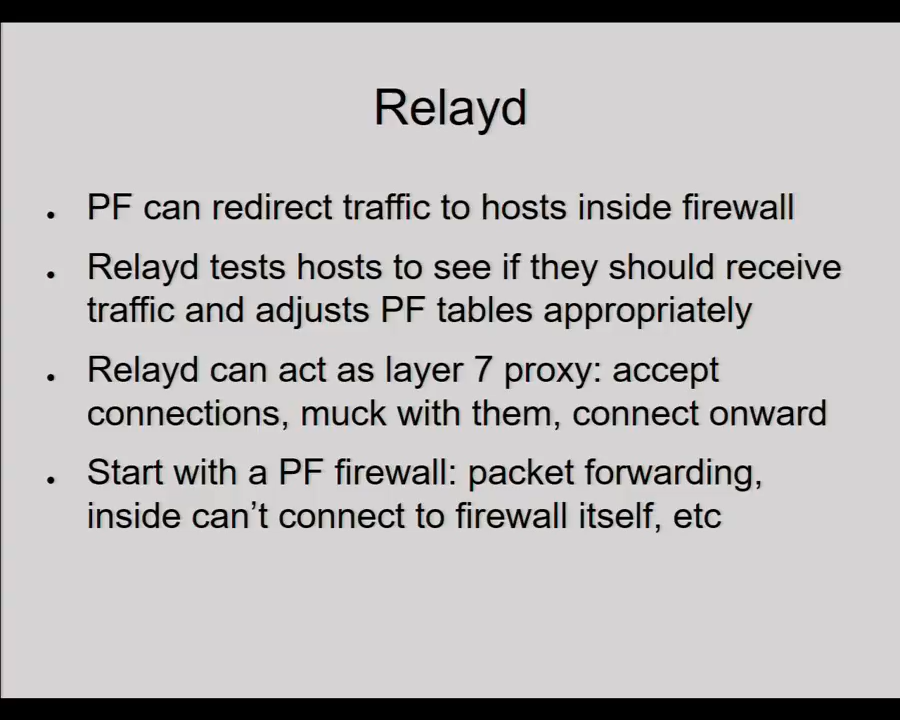 Relayd
• PF can redirect traffic to hosts inside firewall
• Relayd tests hosts to see if they should receive
traffic and adjusts PF tables appropriately
• Relayd can act as layer 7 proxy: accept
connections, muck with them, connect onward
• Start with a PF firewall: packet forwarding,
inside can’t connect to firewall itself, etc